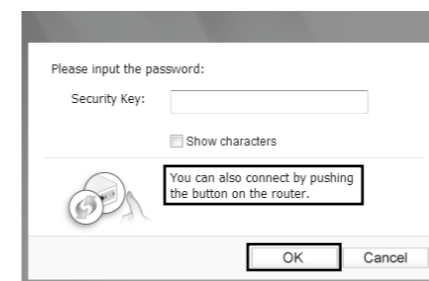 Please input the password:
Security Key:
Show characters
You can also connect by pushing
the button on the router.
OK Cancel